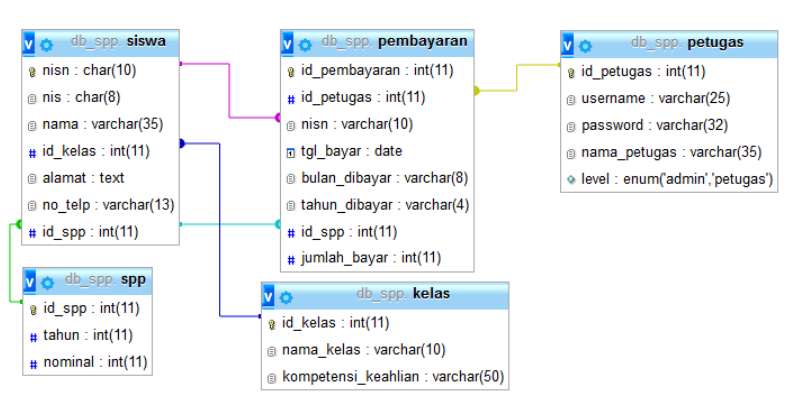 db_spp. siswa
nisn : char(10)
nis : char(8)
nama : varchar(35)
# id_kelas : int(11)
alamat : text
no_telp : varchar(13)
# id_spp : int(11)
db_spp. pembayaran
id_pembayaran : int(11)
# id_petugas : int(11)
nisn : varchar(10)
tgl_bayar : date
bulan_dibayar : varchar(8)
tahun_dibayar : varchar(4)
# id_spp : int(11)
# jumlah_bayar : int(11)
db_spp. petugas
id_petugas : int(11)
username : varchar(25)
password : varchar(32)
nama_petugas : varchar(35)
level : enum('admin','petugas')
db_spp. spp
id_spp : int(11)
# tahun : int(11)
# nominal : int(11)
db_spp. kelas
id_kelas : int(11)
nama_kelas : varchar(10)
kompetensi_keahlian : varchar(50)